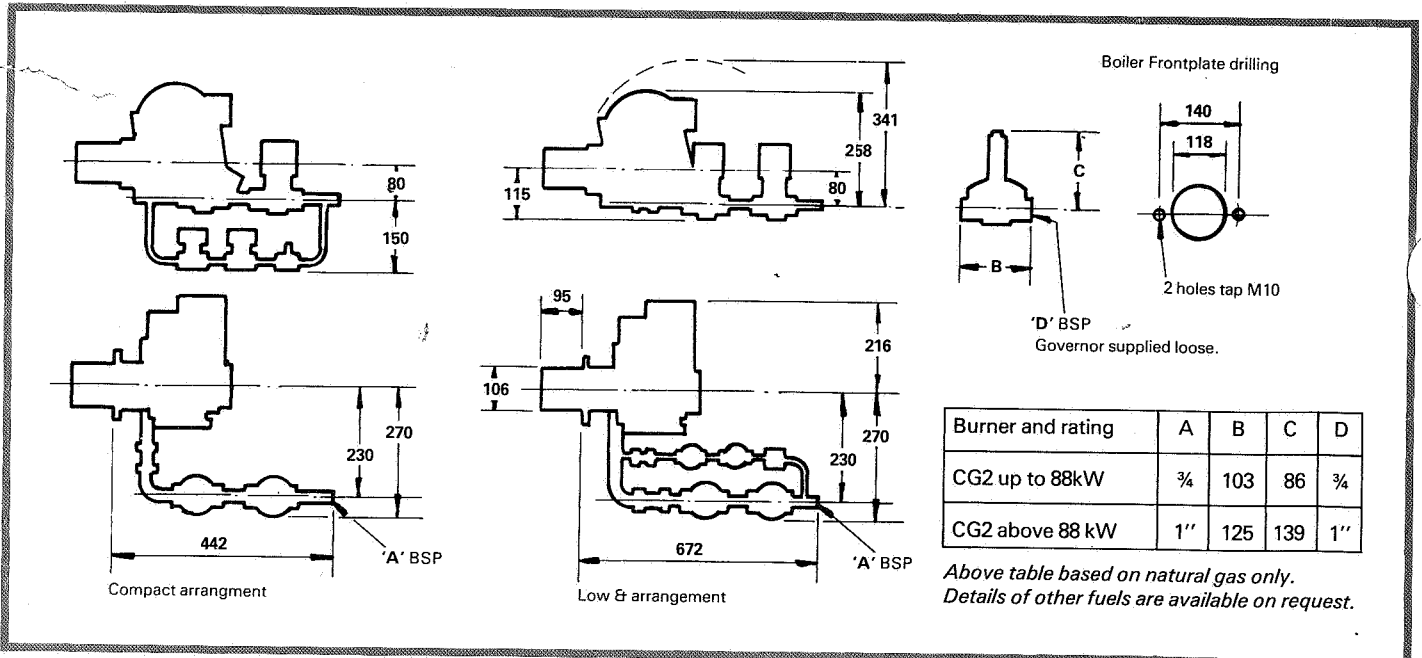 80
150
442
230
270
'A' BSP
Compact arrangment
341
258
115
80
95
106
216
230
270
672
'A' BSP
Low & arrangement
Boiler Frontplate drilling
140
118
C
B
2 holes tap M10
'D' BSP
Governor supplied loose.
Burner and rating A B C D
CG2 up to 88kW ¾ 103 86 ¾
CG2 above 88 kW 1'' 125 139 1''
Above table based on natural gas only.
Details of other fuels are available on request.